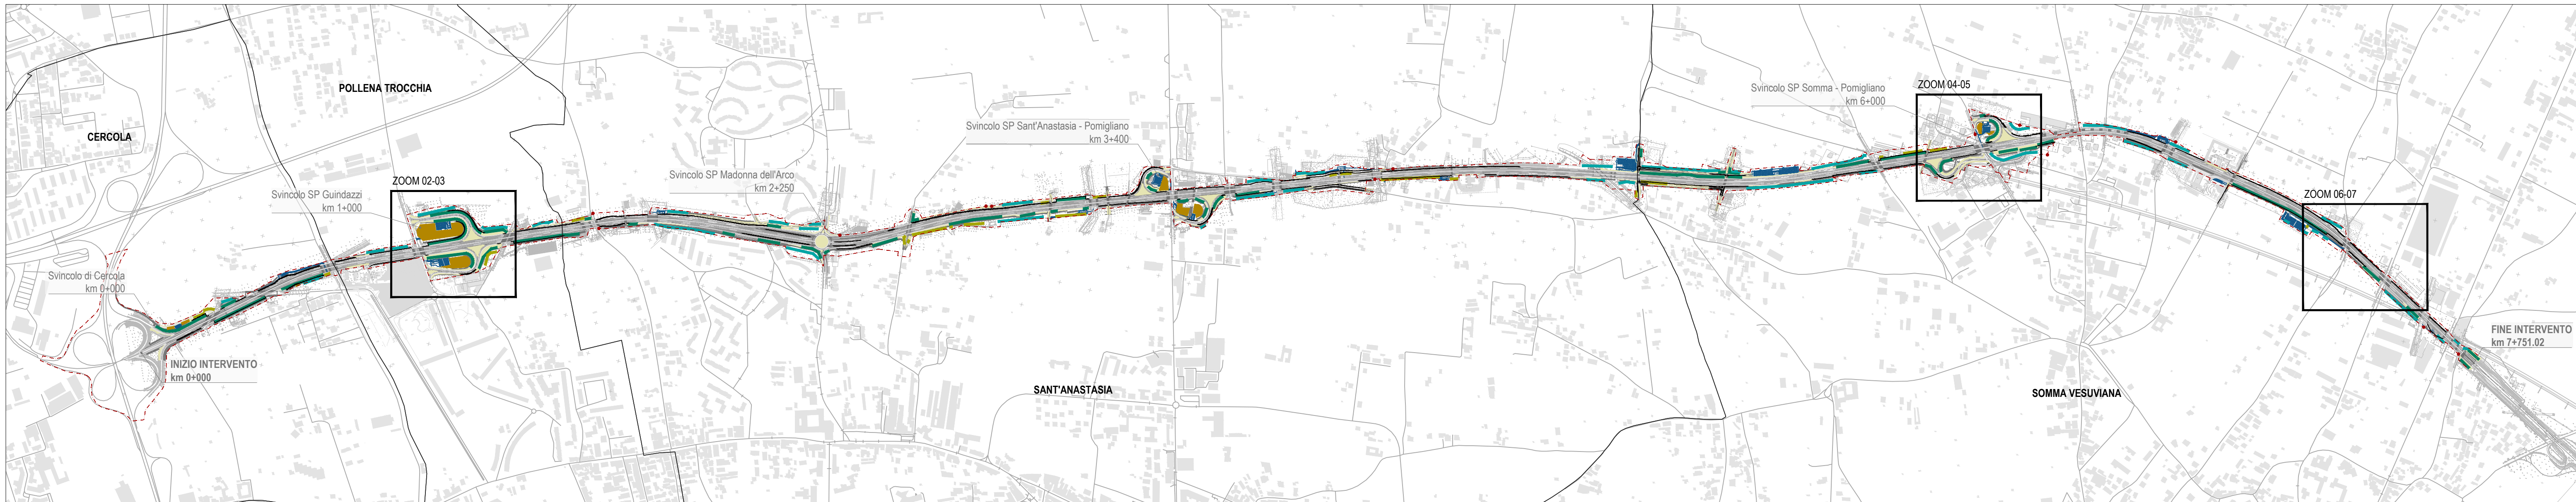 CERCOLA
POLLENA TROCCHIA
Svincolo di Cercola
km 0+000
INIZIO INTERVENTO
km 0+000
Svincolo SP Guindazzi
km 1+000
ZOOM 02-03
Svincolo SP Madonna dell'Arco
km 2+250
Svincolo SP Sant'Anastasia - Pomigliano
km 3+400
SANT'ANASTASIA
Svincolo SP Somma - Pomigliano
km 6+000
ZOOM 04-05
ZOOM 06-07
SOMMA VESUVIANA
FINE INTERVENTO
km 7+751.02